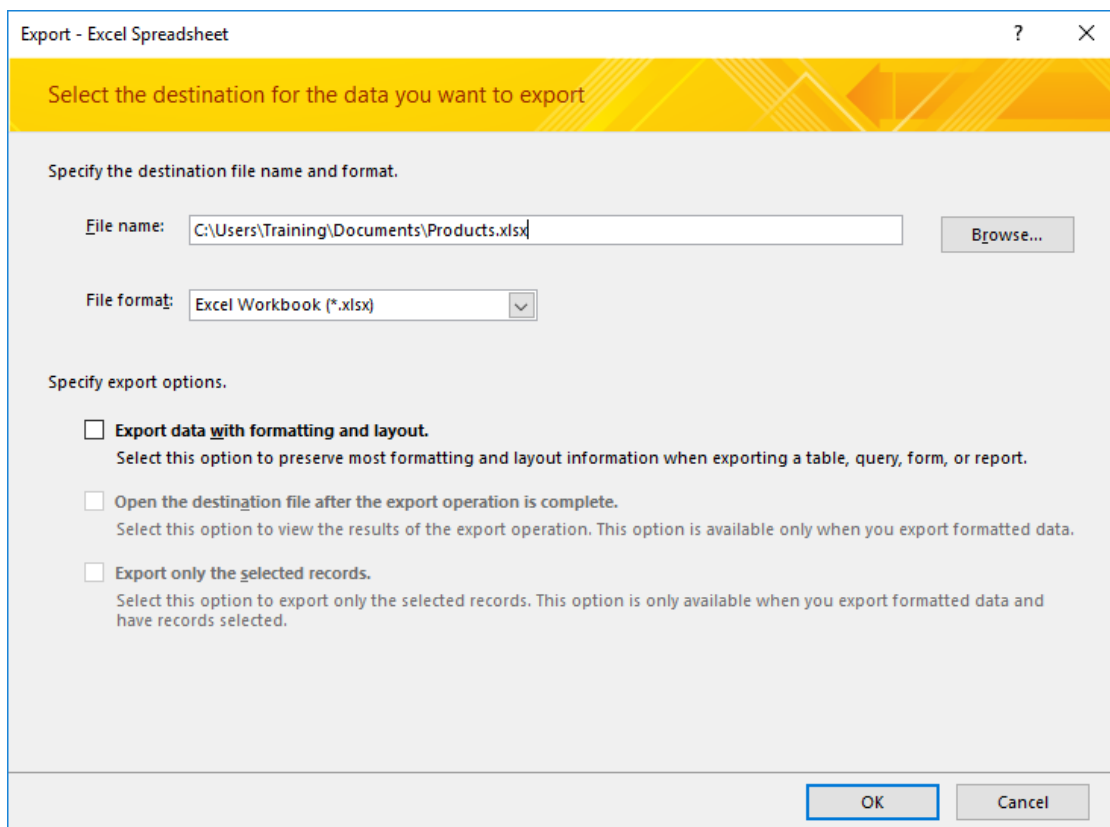 Export - Excel Spreadsheet
?
Select the destination for the data you want to export
Specify the destination file name and format.
File name:
C:\Users\Training\Documents\Products.xlsx
Browse...
File format:
Excel Workbook (*.xlsx)
Specify export options.
Export data with formatting and layout.
Select this option to preserve most formatting and layout information when exporting a table, query, form, or report.
Open the destination file after the export operation is complete.
Select this option to view the results of the export operation. This option is available only when you export formatted data.
Export only the selected records.
Select this option to export only the selected records. This option is only available when you export formatted data and
have records selected.
OK
Cancel